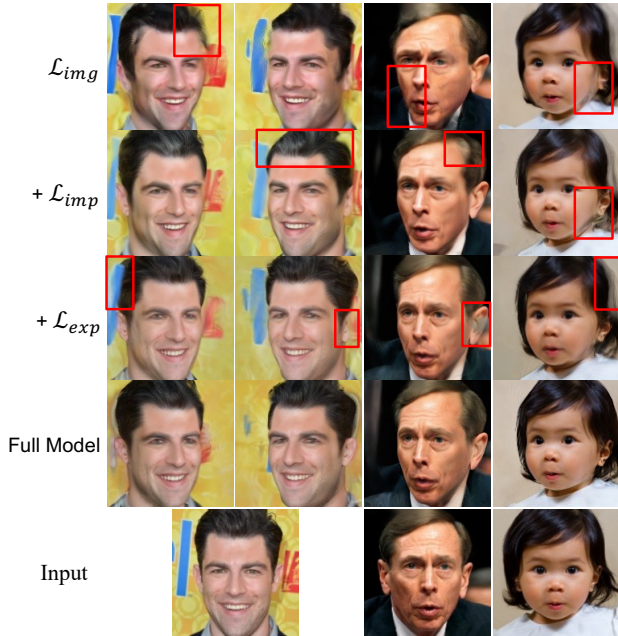 ℒ_img
+ ℒ_imp
+ ℒ_exp
Full Model
Input